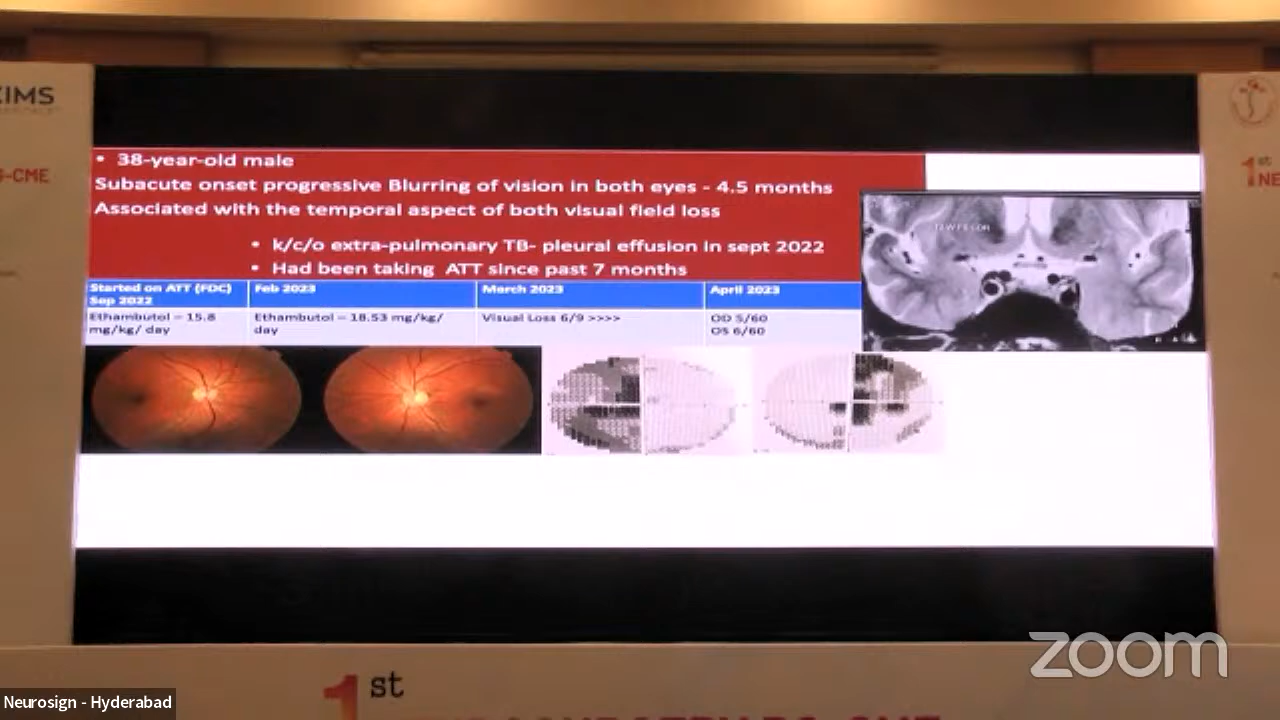 KIMS
G-CME
• 38-year-old male
Subacute onset progressive Blurring of vision in both eyes - 4.5 months
Associated with the temporal aspect of both visual field loss
• k/c/o extra-pulmonary TB- pleural effusion in sept 2022
• Had been taking ATT since past 7 months
Started on ATT (FDC) Sep 2022
Feb 2023
March 2023
April 2023
Ethambutol – 15.8 mg/kg/ day
Ethambutol – 18.53 mg/kg/ day
Visual Loss 6/9 >>>>
OD 5/60
OS 6/60
1st
NE
zoom
1st
Neurosign - Hyderabad